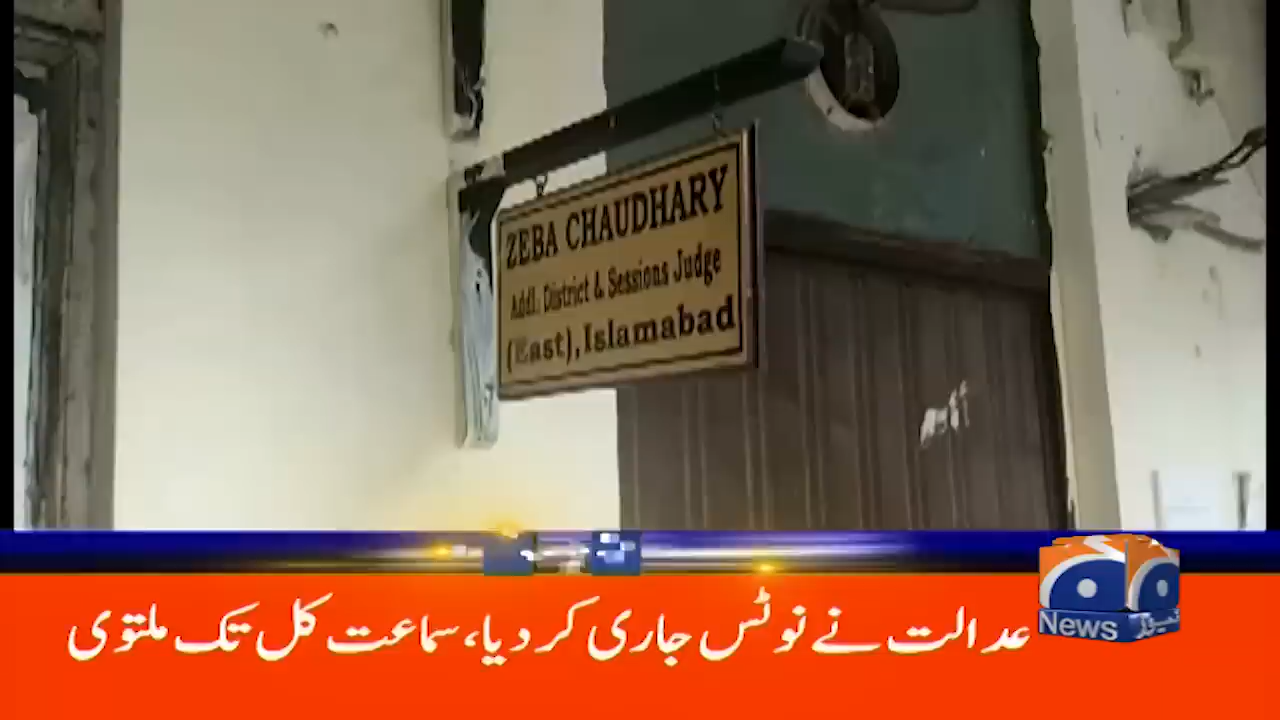 ZEBA CHAUDHARY
Addl. District & Sessions Judge
(East), Islamabad
عدالت نے نوٹس جاری کر دیا، سماعت کل تک ملتوی
News نیوز